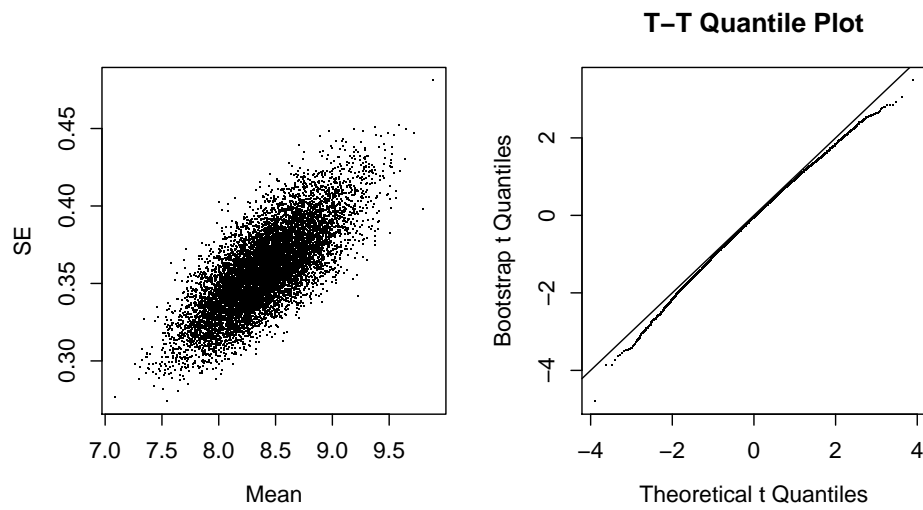 T−T Quantile Plot
SE
0.30 0.35 0.40 0.45
7.0 7.5 8.0 8.5 9.0 9.5
Mean
Bootstrap t Quantiles
−4 −2 0 2
−4 −2 0 2 4
Theoretical t Quantiles